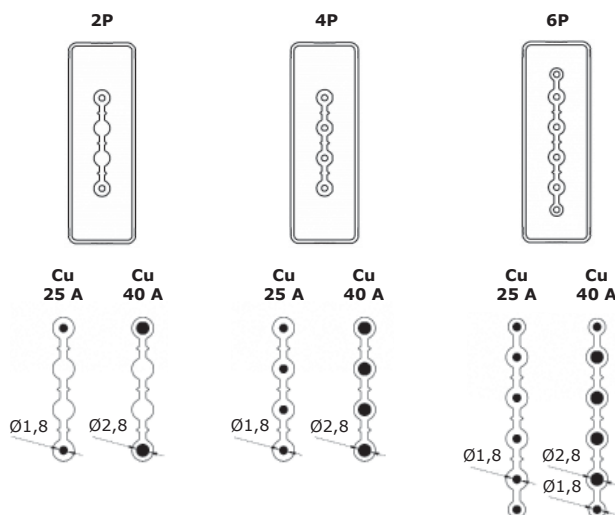 2P 4P 6P
Cu Cu Cu Cu Cu Cu
25 A 40 A 25 A 40 A 25 A 40 A
Ø1,8 Ø2,8 Ø1,8 Ø2,8
Ø1,8 Ø2,8
Ø1,8